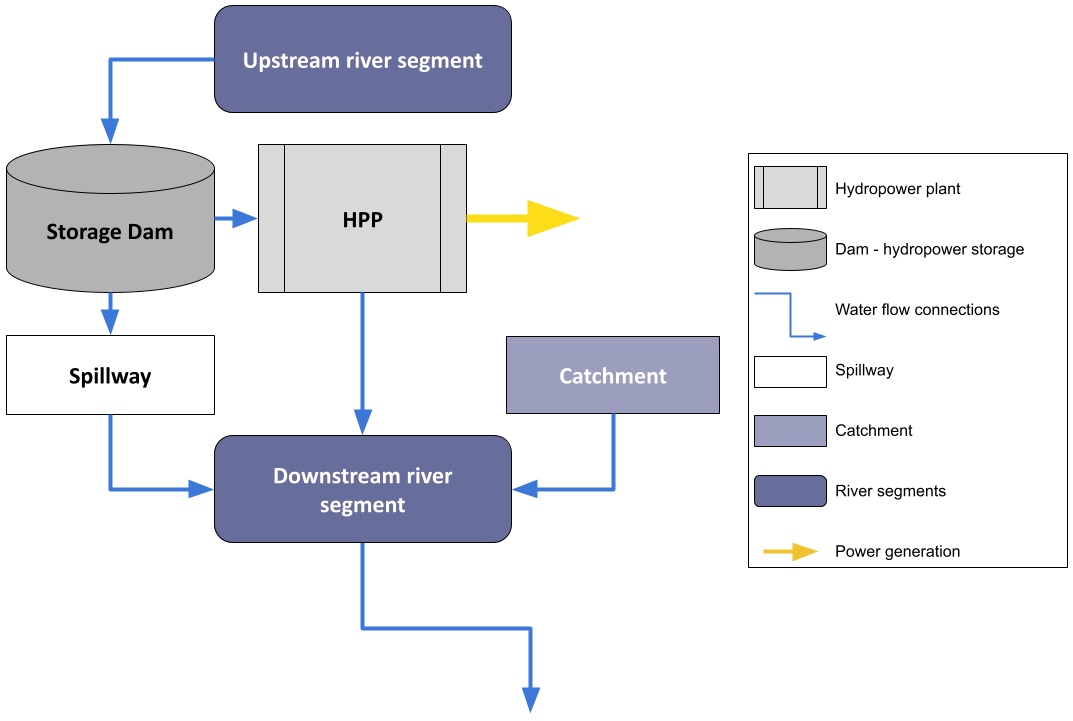 Upstream river segment
Storage Dam
HPP
Spillway
Catchment
Downstream river
segment
Hydropower plant
Dam - hydropower storage
Water flow connections
Spillway
Catchment
River segments
Power generation